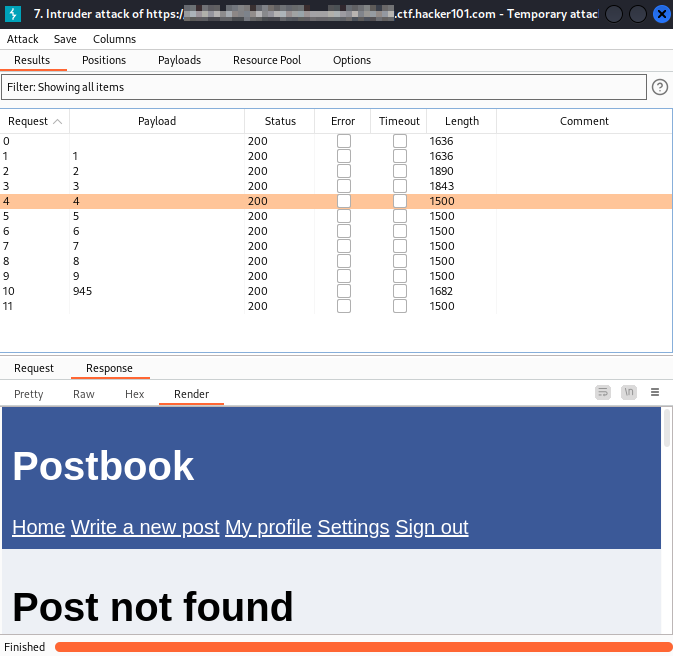 7. Intruder attack of https:/ .ctf.hacker101.com - Temporary attac
Attack Save Columns
Results Positions Payloads Resource Pool Options
Filter: Showing all items ?
Request Payload Status Error Timeout Length Comment
0 200 1636
1 1 200 1636
2 2 200 1890
3 3 200 1843
4 4 200 1500
5 5 200 1500
6 6 200 1500
7 7 200 1500
8 8 200 1500
9 9 200 1500
10 945 200 1682
11 200 1500
Request Response
Pretty Raw Hex Render \n
Postbook
Home Write a new post My profile Settings Sign out
Post not found
Finished